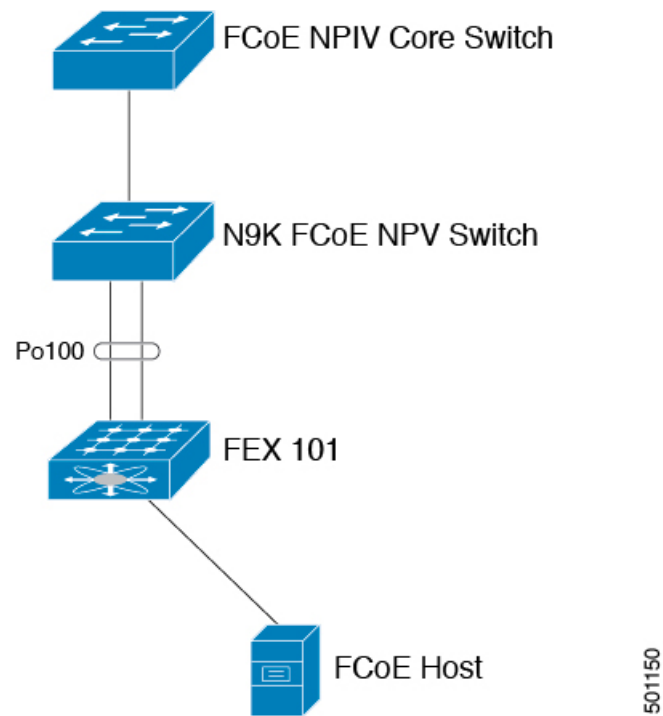 FCoE NPIV Core Switch
N9K FCoE NPV Switch
Po100
FEX 101
FCoE Host
501150